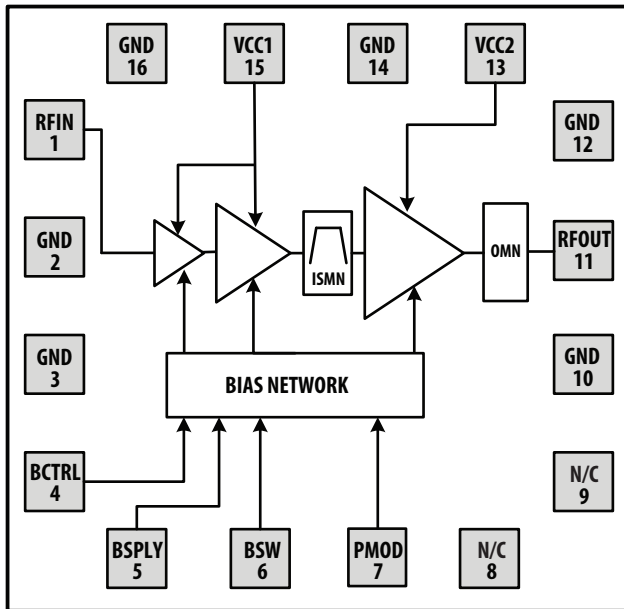 GND
16
VCC1
15
GND
14
VCC2
13
RFIN
1
GND
12
GND
2
RFOUT
11
ISMN
OMN
GND
3
GND
10
BIAS NETWORK
BCTRL
4
N/C
9
BSPLY
5
BSW
6
PMOD
7
N/C
8